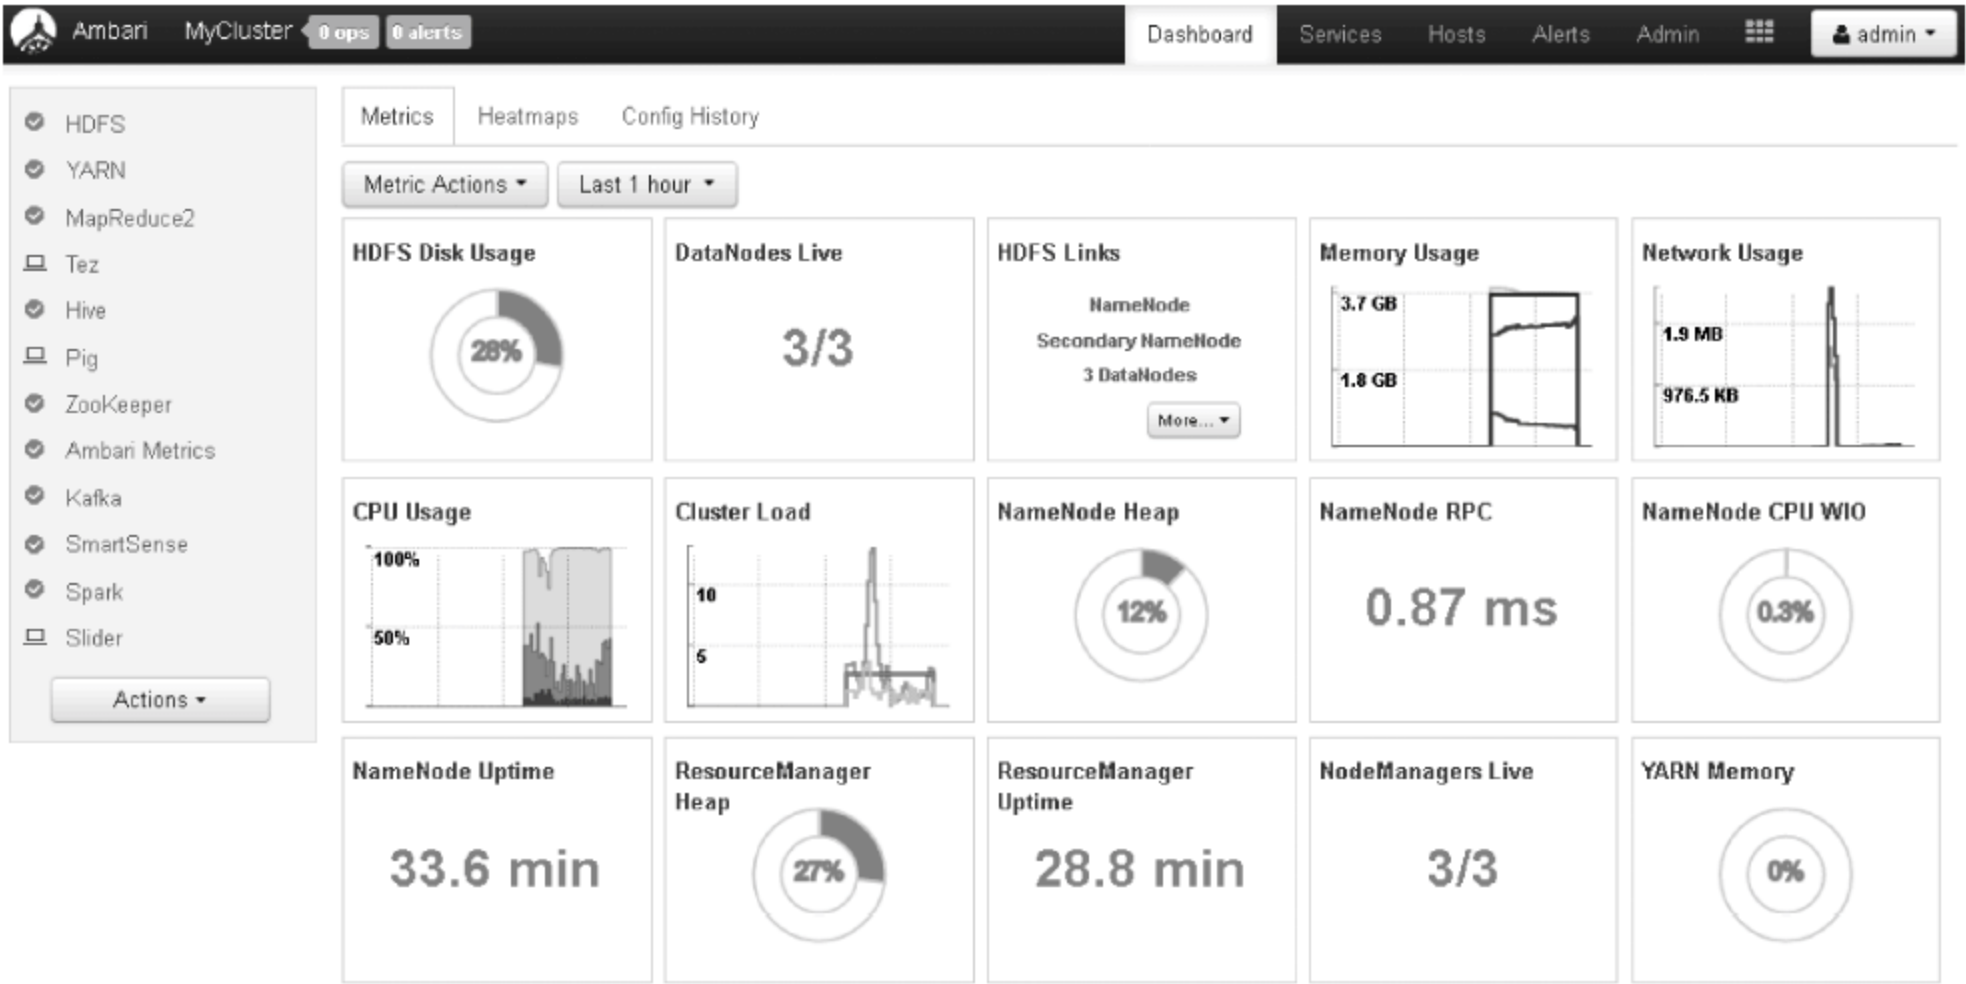 Ambari MyCluster 0 ops 0 alerts Dashboard Services Hosts Alerts Admin admin
HDFS
YARN
MapReduce2
Tez
Hive
Pig
ZooKeeper
Ambari Metrics
Kafka
SmartSense
Spark
Slider
Actions
Metrics Heatmaps Config History
Metric Actions Last 1 hour
HDFS Disk Usage
28%
DataNodes Live
3/3
HDFS Links
NameNode
Secondary NameNode
3 DataNodes
More...
Memory Usage
3.7 GB
1.8 GB
Network Usage
1.9 MB
976.5 KB
CPU Usage
100%
50%
Cluster Load
10
5
NameNode Heap
12%
NameNode RPC
0.87 ms
NameNode CPU WIO
0.3%
NameNode Uptime
33.6 min
ResourceManager
Heap
27%
ResourceManager
Uptime
28.8 min
NodeManagers Live
3/3
YARN Memory
0%